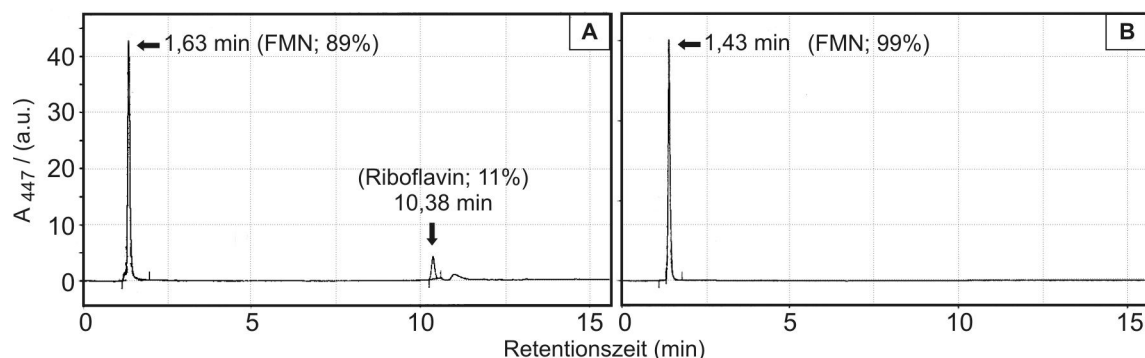 A
1,63 min (FMN; 89%)
(Riboflavin; 11%)
10,38 min
A 447 / (a.u.)
40
30
20
10
0
0
5
10
15
B
1,43 min (FMN; 99%)
0
5
10
15
Retentionszeit (min)